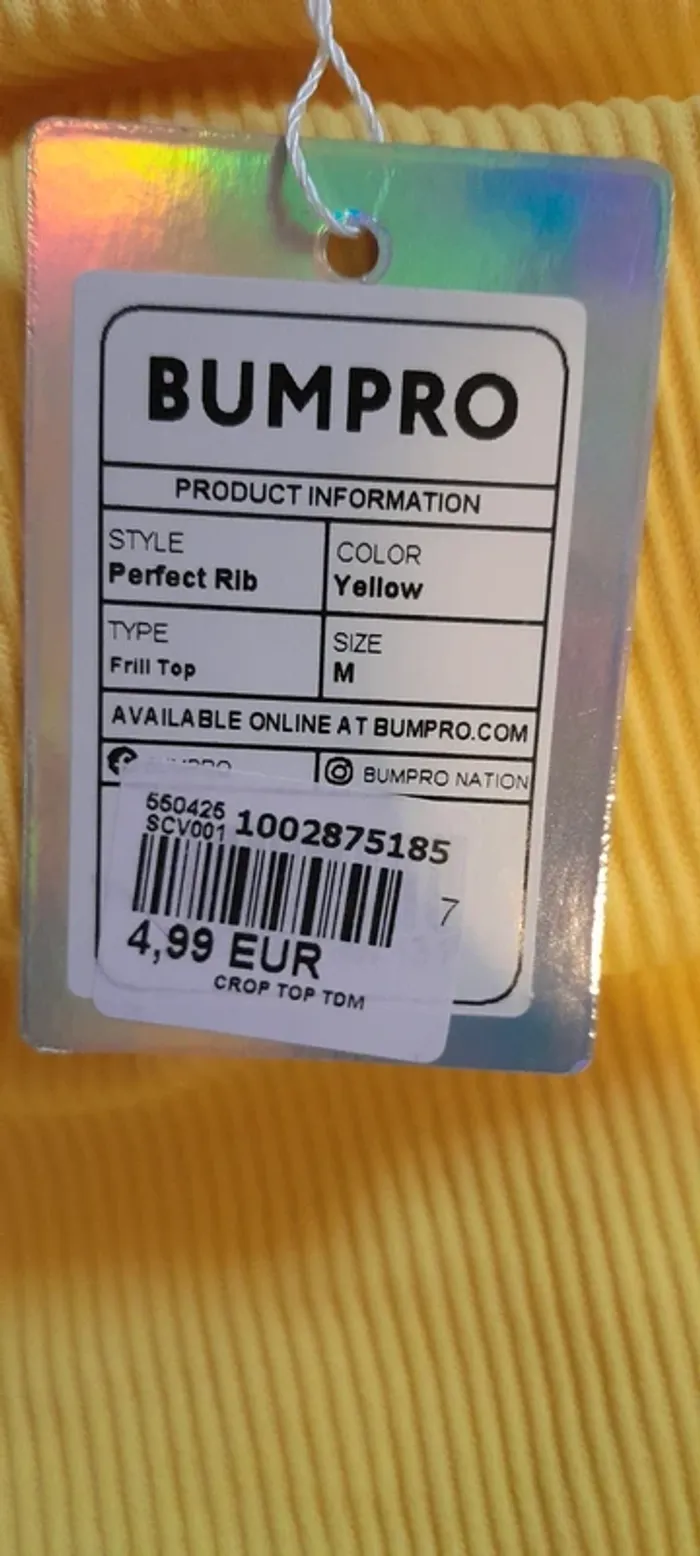 BUMPRO
PRODUCT INFORMATION
STYLE
Perfect Rib
COLOR
Yellow
TYPE
Frill Top
SIZE
M
AVAILABLE ONLINE AT BUMPRO.COM
BUMPRO NATION
550425
SCV001 1002875185
7
4,99 EUR
CROP TOP TDM